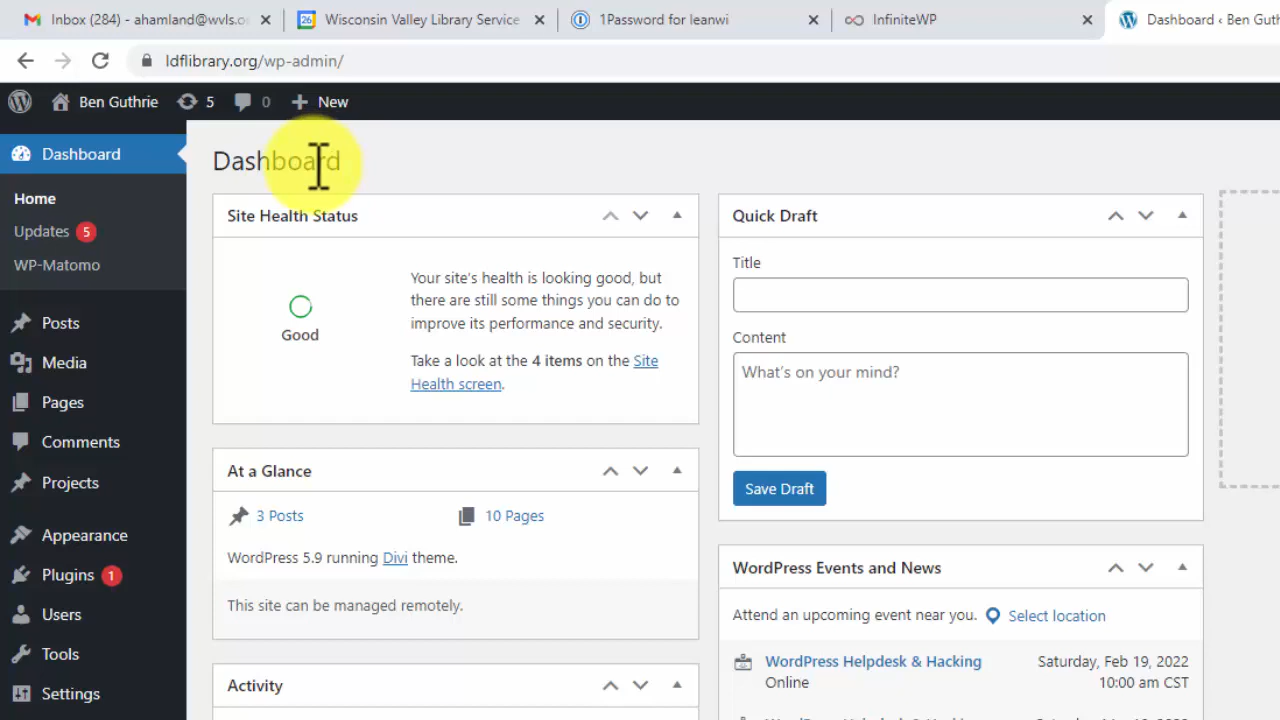 Inbox (284) - ahamland@wvls.o
26
Wisconsin Valley Library Service
1Password for leanwi
InfiniteWP
Dashboard ‹ Ben Guth
ldflibrary.org/wp-admin/
Ben Guthrie
5
0
New
Dashboard
Home
Updates 5
WP-Matomo
Posts
Media
Pages
Comments
Projects
Appearance
Plugins 1
Users
Tools
Settings
Dashboard
Site Health Status
Good
Your site's health is looking good, but
there are still some things you can do to
improve its performance and security.
Take a look at the 4 items on the Site
Health screen.
At a Glance
3 Posts
10 Pages
WordPress 5.9 running Divi theme.
This site can be managed remotely.
Activity
Quick Draft
Title
Content
What's on your mind?
Save Draft
WordPress Events and News
Attend an upcoming event near you.
Select location
WordPress Helpdesk & Hacking
Online
Saturday, Feb 19, 2022
10:00 am CST